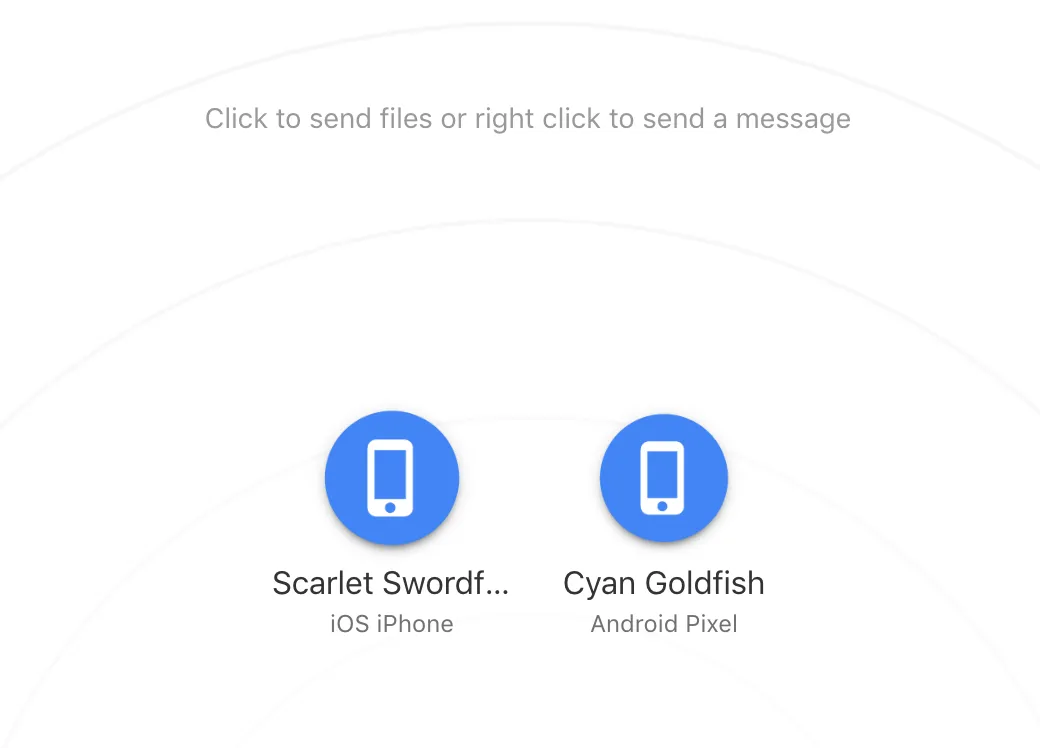 Click to send files or right click to send a message
Scarlet Swordf...
Cyan Goldfish
iOS iPhone
Android Pixel